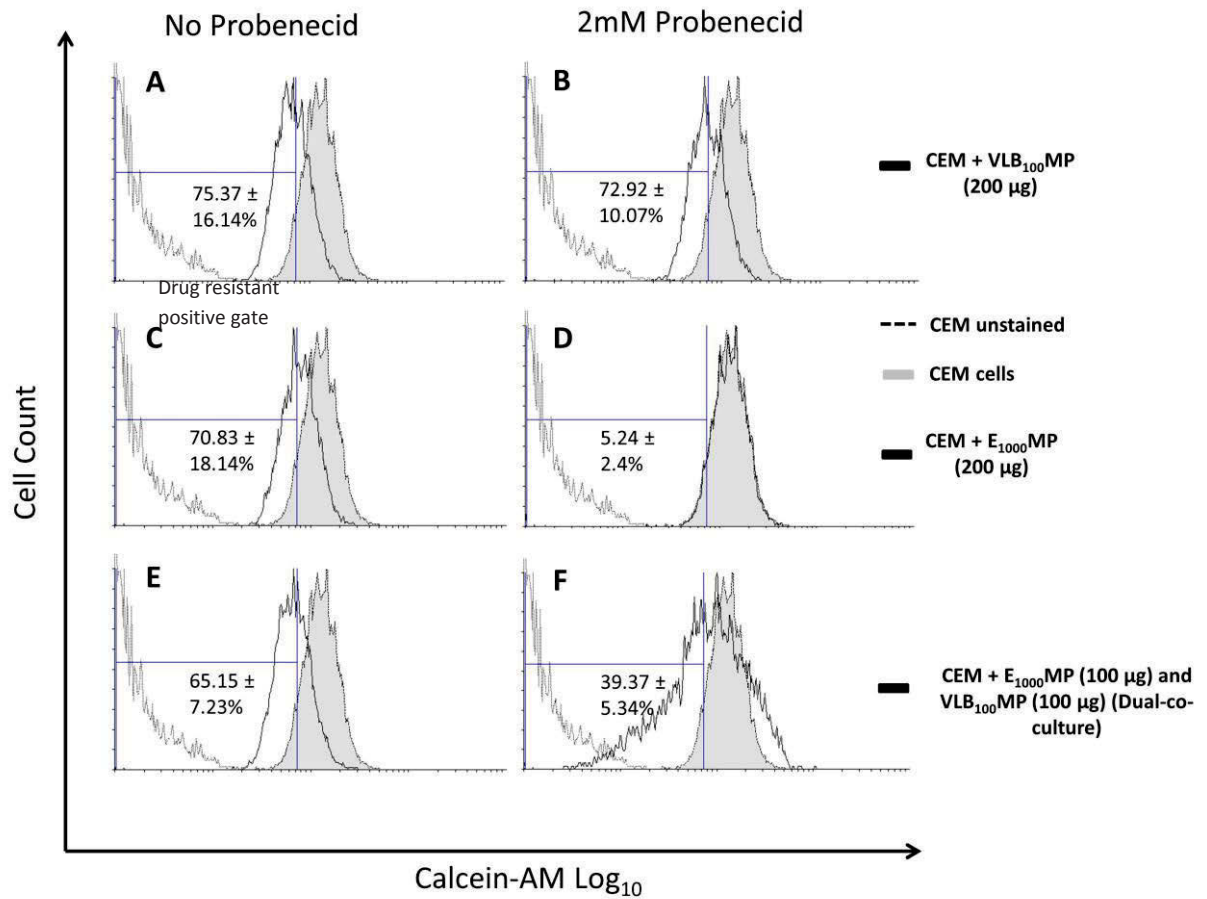 No Probenecid
2mM Probenecid
A
75.37 ±
16.14%
B
72.92 ±
10.07%
CEM + VLB100MP
(200 µg)
Drug resistant
positive gate
C
70.83 ±
18.14%
D
5.24 ±
2.4%
CEM unstained
CEM cells
CEM + E1000MP
(200 µg)
E
65.15 ±
7.23%
F
39.37 ±
5.34%
CEM + E1000MP (100 µg) and
VLB100MP (100 µg) (Dual-co-
culture)
Cell Count
Calcein-AM Log10